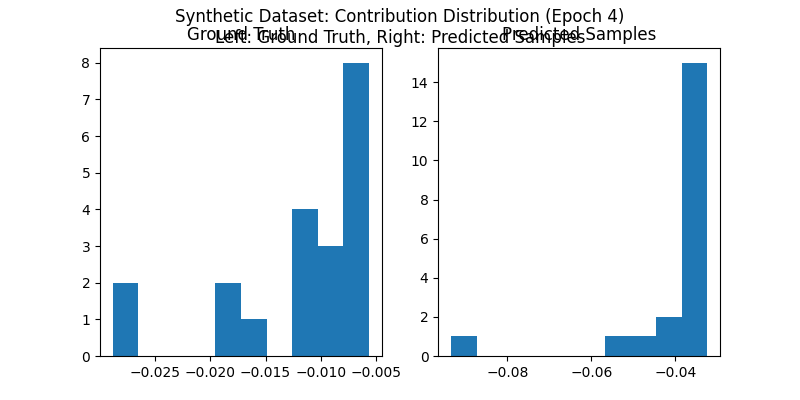 Synthetic Dataset: Contribution Distribution (Epoch 4)
Left: Ground Truth, Right: Predicted Samples
Ground Truth
8
7
6
5
4
3
2
1
0
−0.025 −0.020 −0.015 −0.010 −0.005
Predicted Samples
14
12
10
8
6
4
2
0
−0.08 −0.06 −0.04